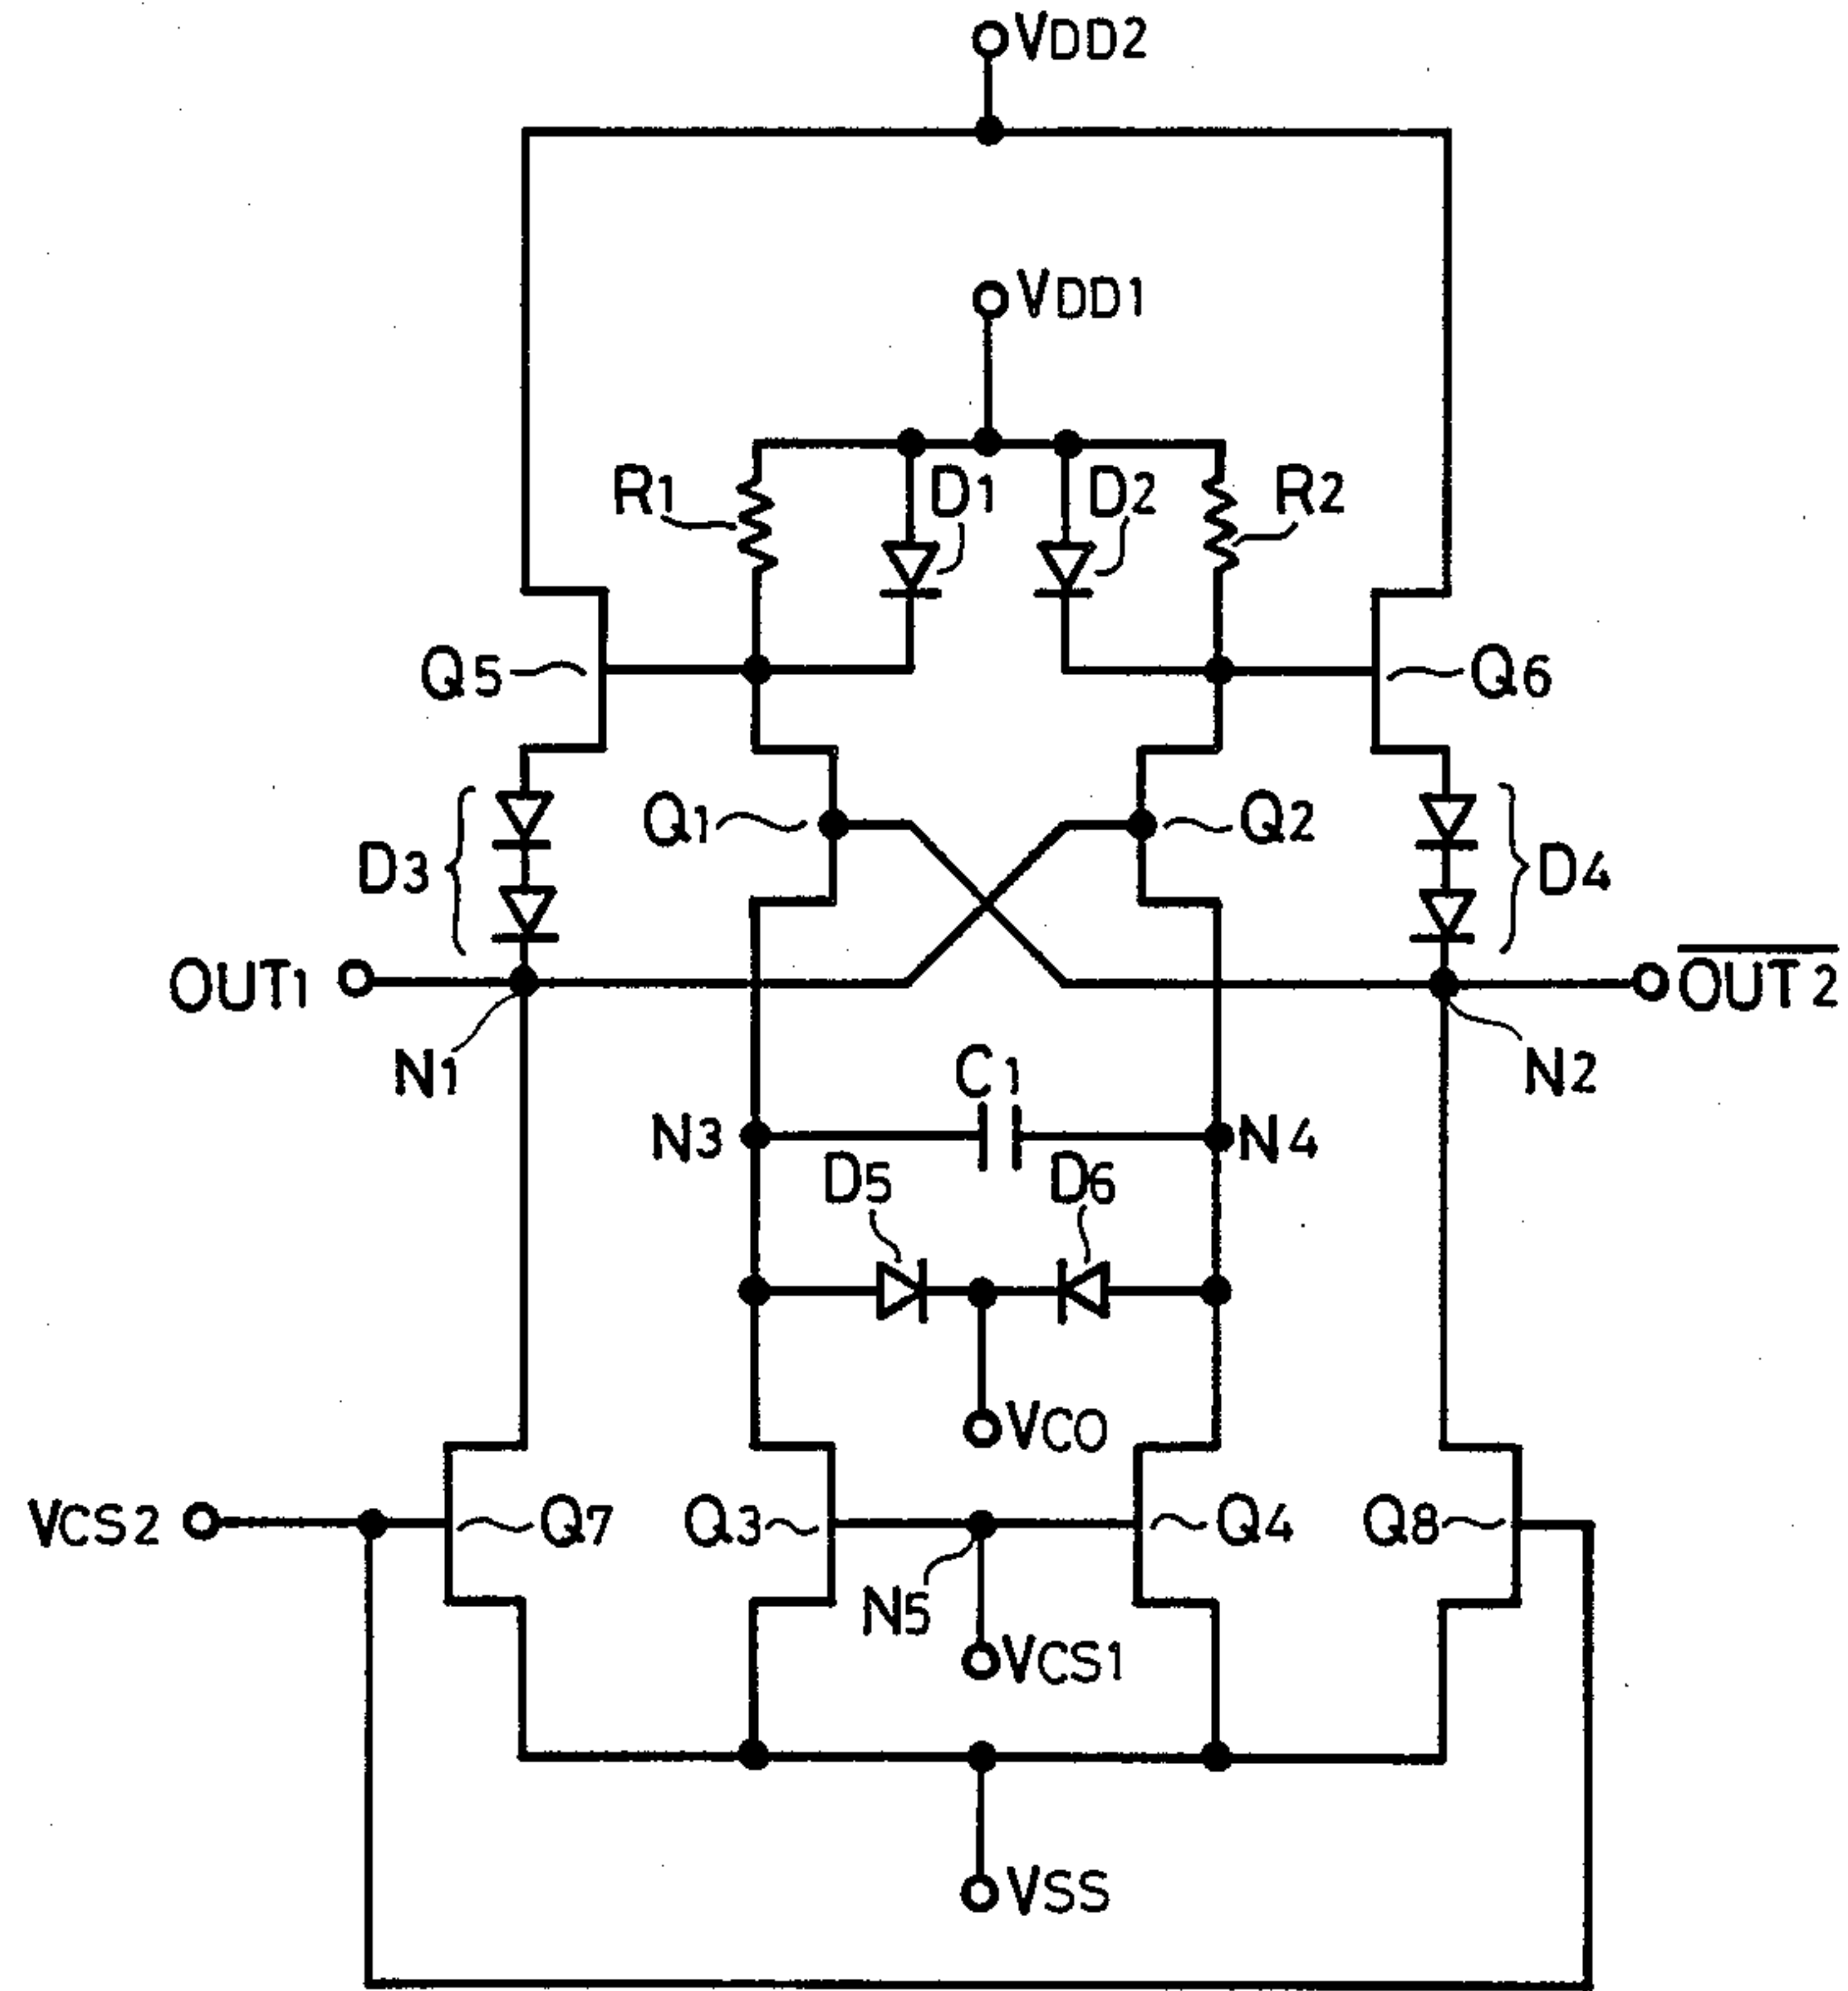 VDD2
VDD1
R1 D1 D2 R2
Q5 Q6
Q1 Q2
D3 D4
OUT1 OUT2
N1 N2
C1
N3 N4
D5 D6
VCO
VCS2 Q7 Q3 Q4 Q8
N5
VCS1
VSS